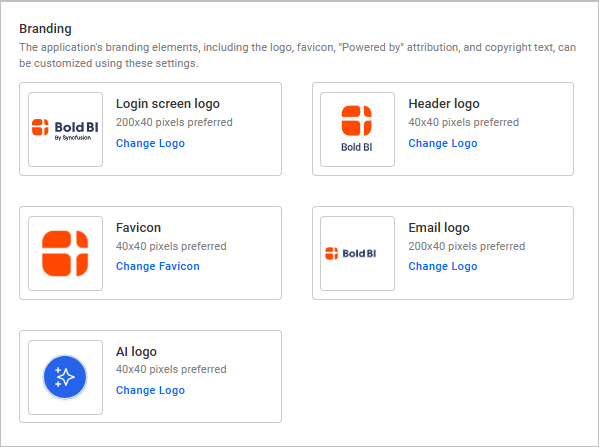 Branding
The application's branding elements, including the logo, favicon, "Powered by" attribution, and copyright text, can
be customized using these settings.
Bold BI
By Syncfusion
Login screen logo
200x40 pixels preferred
Change Logo
Bold BI
Header logo
40x40 pixels preferred
Change Logo
Favicon
40x40 pixels preferred
Change Favicon
Bold BI
Email logo
200x40 pixels preferred
Change Logo
AI logo
40x40 pixels preferred
Change Logo